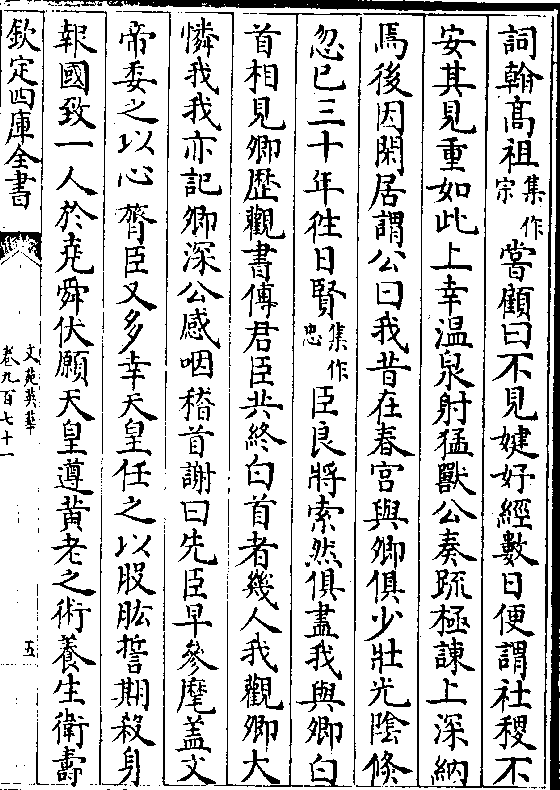 詞翰高祖集作宗嘗顧曰不見婕妤經數日便謂社稷不
安其見重如此上幸温泉射猛獸公奏疏極諫上深納
焉後因閑居謂公曰我昔在春宮與卿俱少壯光陰倐
忽已三十年徃日賢集作忠臣良將索然俱盡我與卿白
首相見卿歴觀書傳君臣共終白首者幾人我觀卿大
憐我我亦記卿深公感咽稽首謝曰先臣早參麾蓋文
帝委之以心膂臣又多幸天皇任之以股肱誓期殺身
報國致一人於堯舜伏願天皇遵黄老之術養生衛壽
欽定四庫全書
文苑英華
卷九百七十一
五